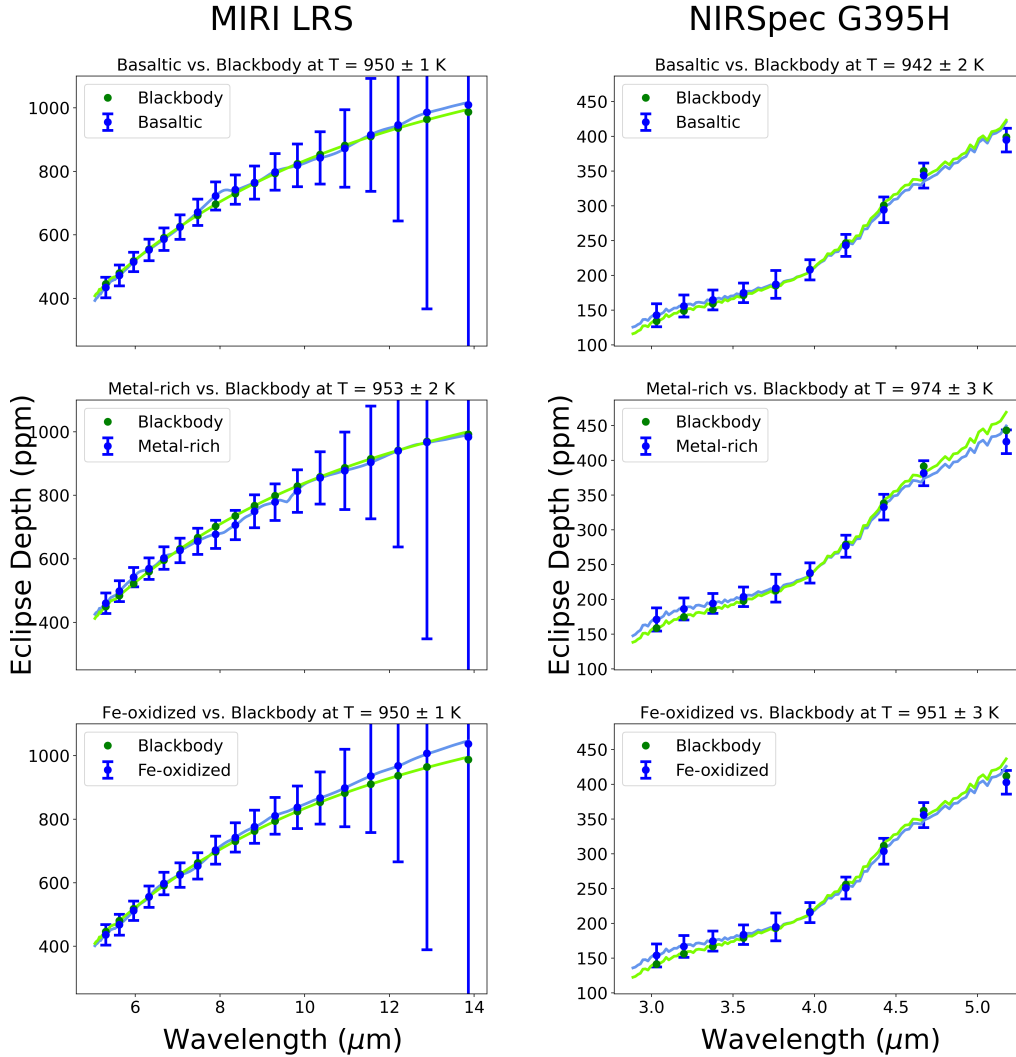 MIRI LRS
NIRSpec G395H
Basaltic vs. Blackbody at T = 950 ± 1 K
Blackbody
Basaltic
1000
800
600
400
Basaltic vs. Blackbody at T = 942 ± 2 K
Blackbody
Basaltic
450
400
350
300
250
200
150
100
Eclipse Depth (ppm)
Metal-rich vs. Blackbody at T = 953 ± 2 K
Blackbody
Metal-rich
1000
800
600
400
Eclipse Depth (ppm)
Metal-rich vs. Blackbody at T = 974 ± 3 K
Blackbody
Metal-rich
450
400
350
300
250
200
150
100
Fe-oxidized vs. Blackbody at T = 950 ± 1 K
Blackbody
Fe-oxidized
1000
800
600
400
6 8 10 12 14
Wavelength (μm)
Fe-oxidized vs. Blackbody at T = 951 ± 3 K
Blackbody
Fe-oxidized
450
400
350
300
250
200
150
100
3.0 3.5 4.0 4.5 5.0
Wavelength (μm)